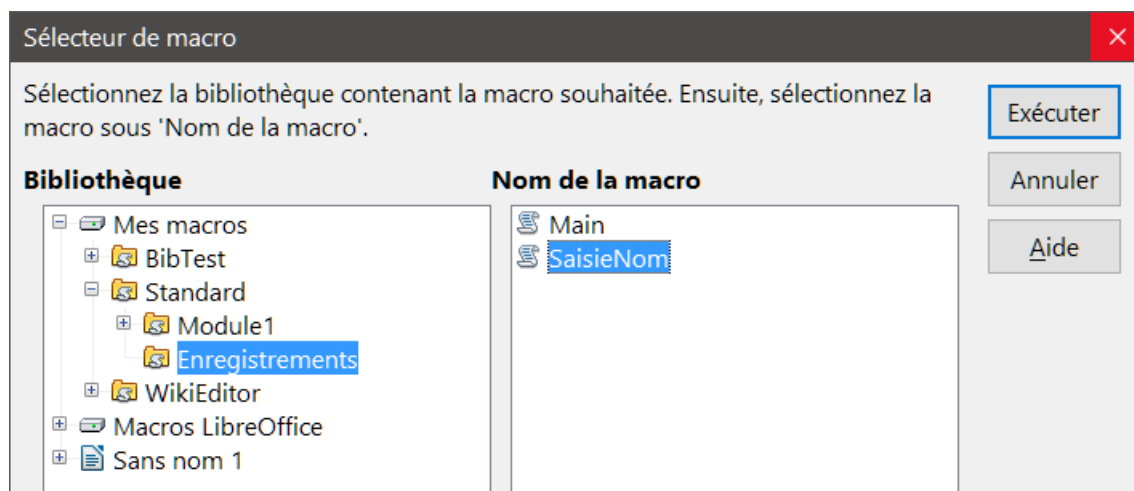 Sélecteur de macro
Sélectionnez la bibliothèque contenant la macro souhaitée. Ensuite, sélectionnez la
macro sous 'Nom de la macro'.
Exécuter
Annuler
Aide
Bibliothèque
Mes macros
BibTest
Standard
Module1
Enregistrements
WikiEditor
Macros LibreOffice
Sans nom 1
Nom de la macro
Main
SaisieNom